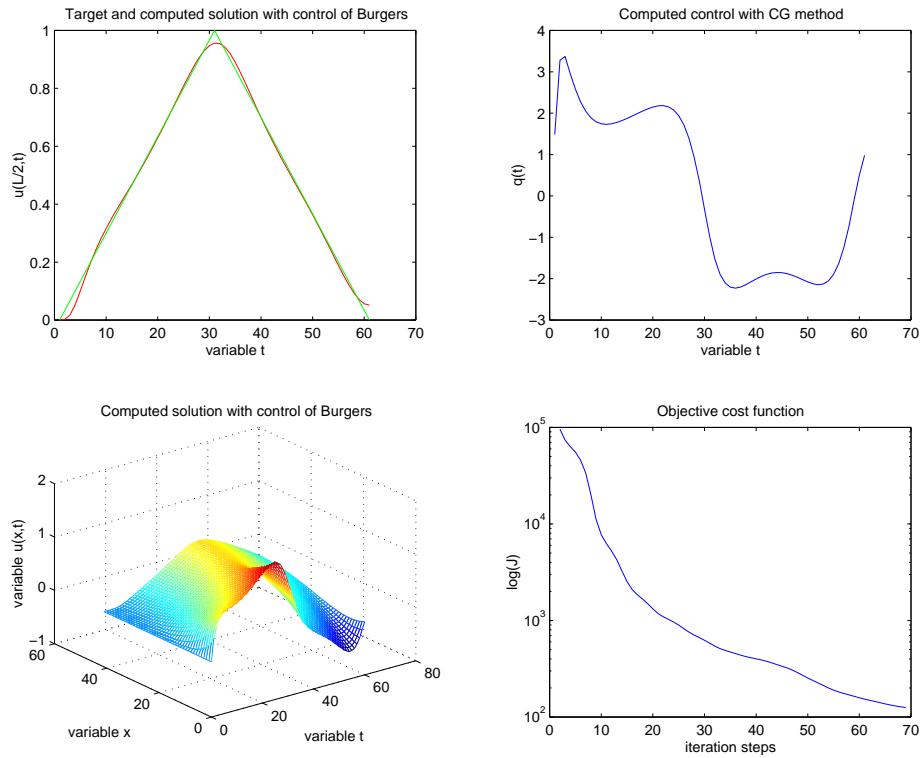 Target and computed solution with control of Burgers
1
0.8
0.6
0.4
0.2
0
0 10 20 30 40 50 60 70
u(L/2,t)
variable t
Computed control with CG method
4
3
2
1
0
−1
−2
−3
0 10 20 30 40 50 60 70
q(t)
variable t
Computed solution with control of Burgers
2
1
0
−1
60
40
20
0
0
20
40
60
80
variable u(x,t)
variable x
variable t
Objective cost function
10^5
10^4
10^3
10^2
0 10 20 30 40 50 60 70
log(J)
iteration steps